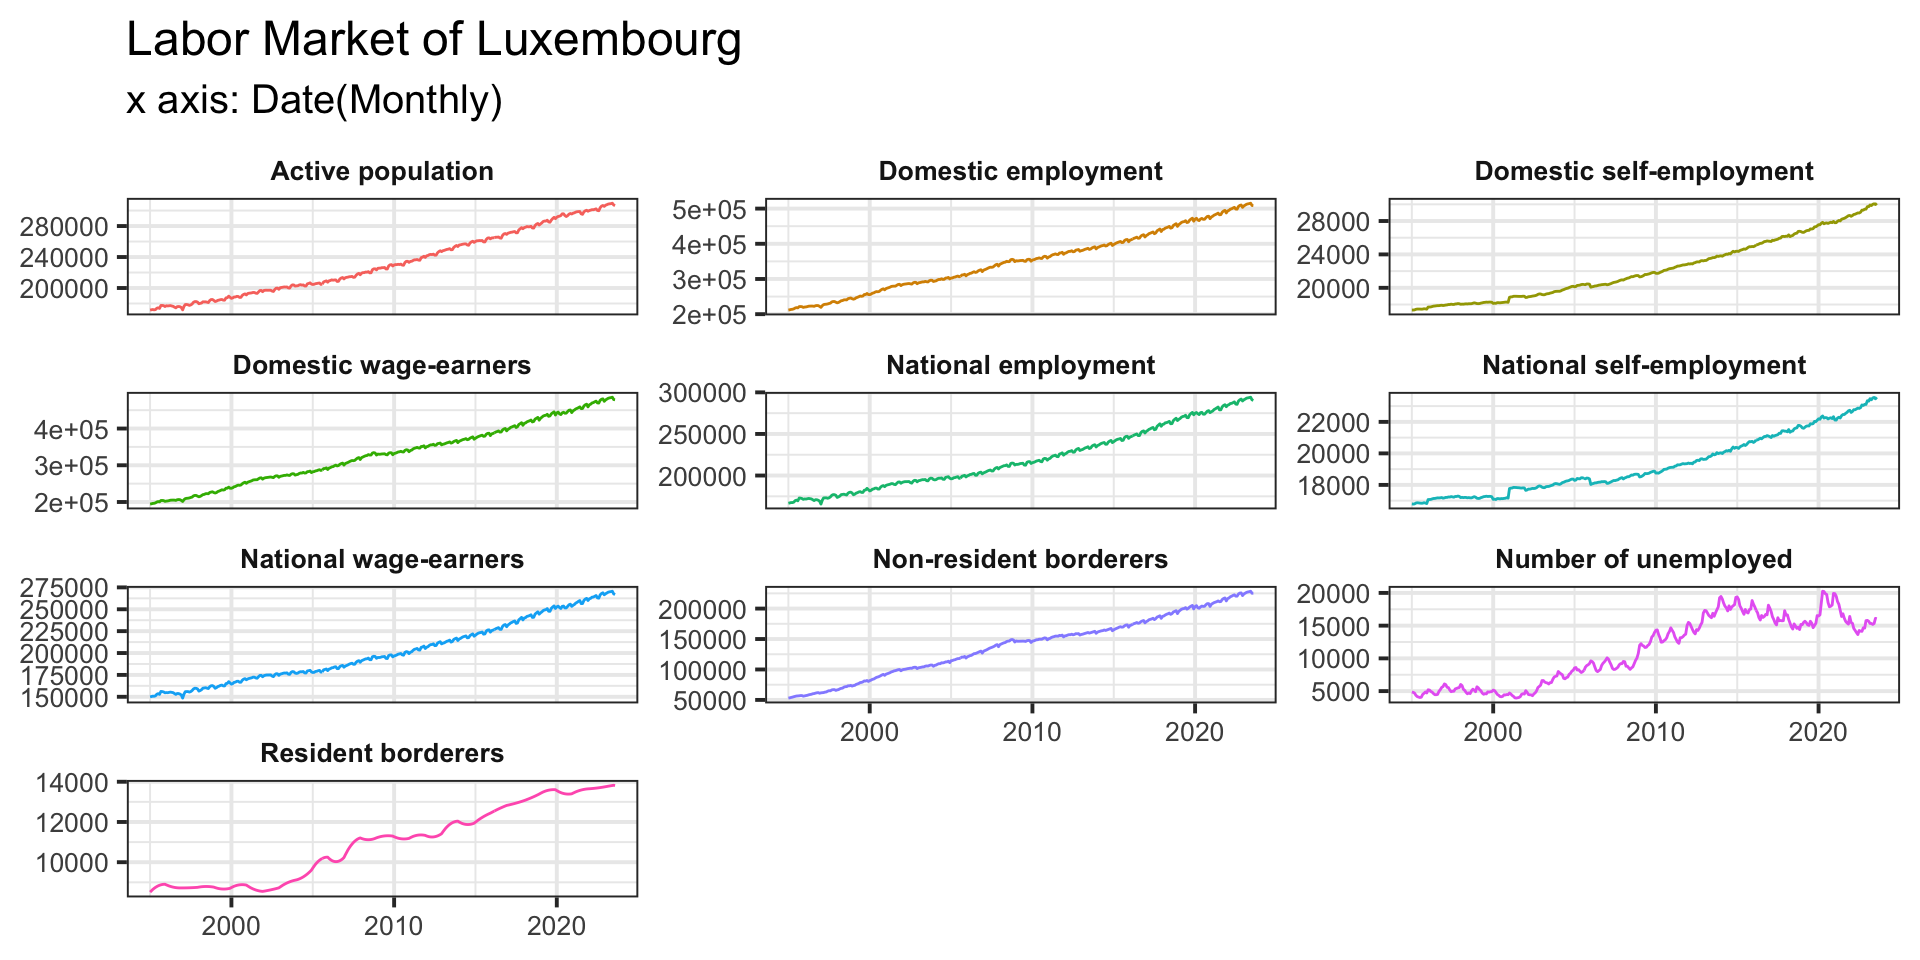 Labor Market of Luxembourg
x axis: Date(Monthly)
Active population
280000
240000
200000
Domestic employment
5e+05
4e+05
3e+05
2e+05
Domestic self-employment
28000
24000
20000
Domestic wage-earners
4e+05
3e+05
2e+05
National employment
300000
250000
200000
National self-employment
22000
20000
18000
National wage-earners
275000
250000
225000
200000
175000
150000
Non-resident borderers
200000
150000
100000
50000
2000 2010 2020
Number of unemployed
20000
15000
10000
5000
2000 2010 2020
Resident borderers
14000
12000
10000
2000 2010 2020